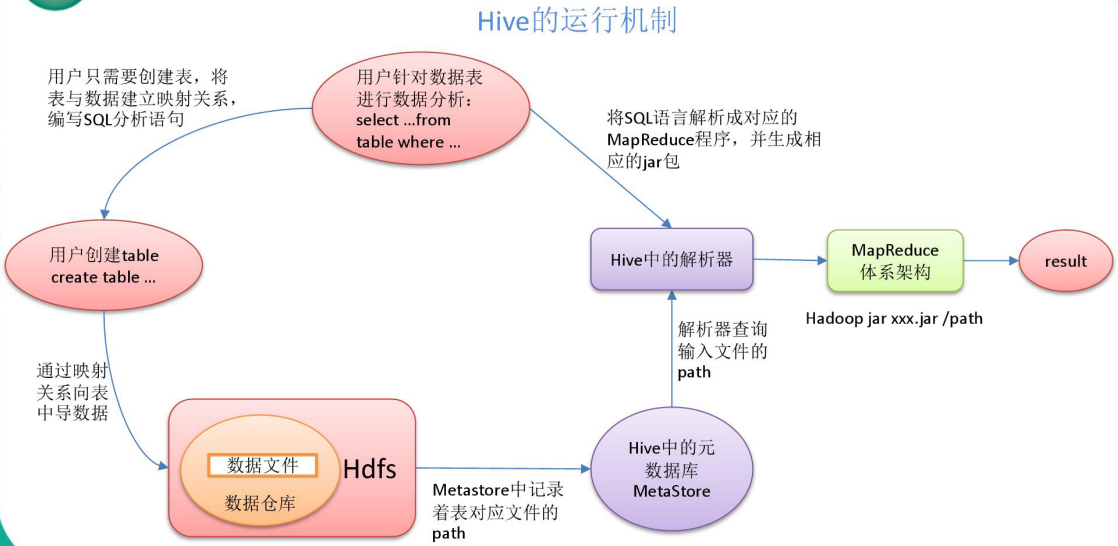 Hive的运行机制
用户只需要创建表，将
表与数据建立映射关系，
编写SQL分析语句
用户针对数据表
进行数据分析：
select ...from
table where ...
将SQL语言解析成对应的
MapReduce程序，并生成相
应的jar包
用户创建table
create table ...
Hive中的解析器
MapReduce
体系架构
result
Hadoop jar xxx.jar /path
解析器查询
输入文件的
path
通过映射
关系向表
中导数据
数据文件
数据仓库
Hdfs
Metastore中记录
着表对应文件的
path
Hive中的元
数据库
MetaStore